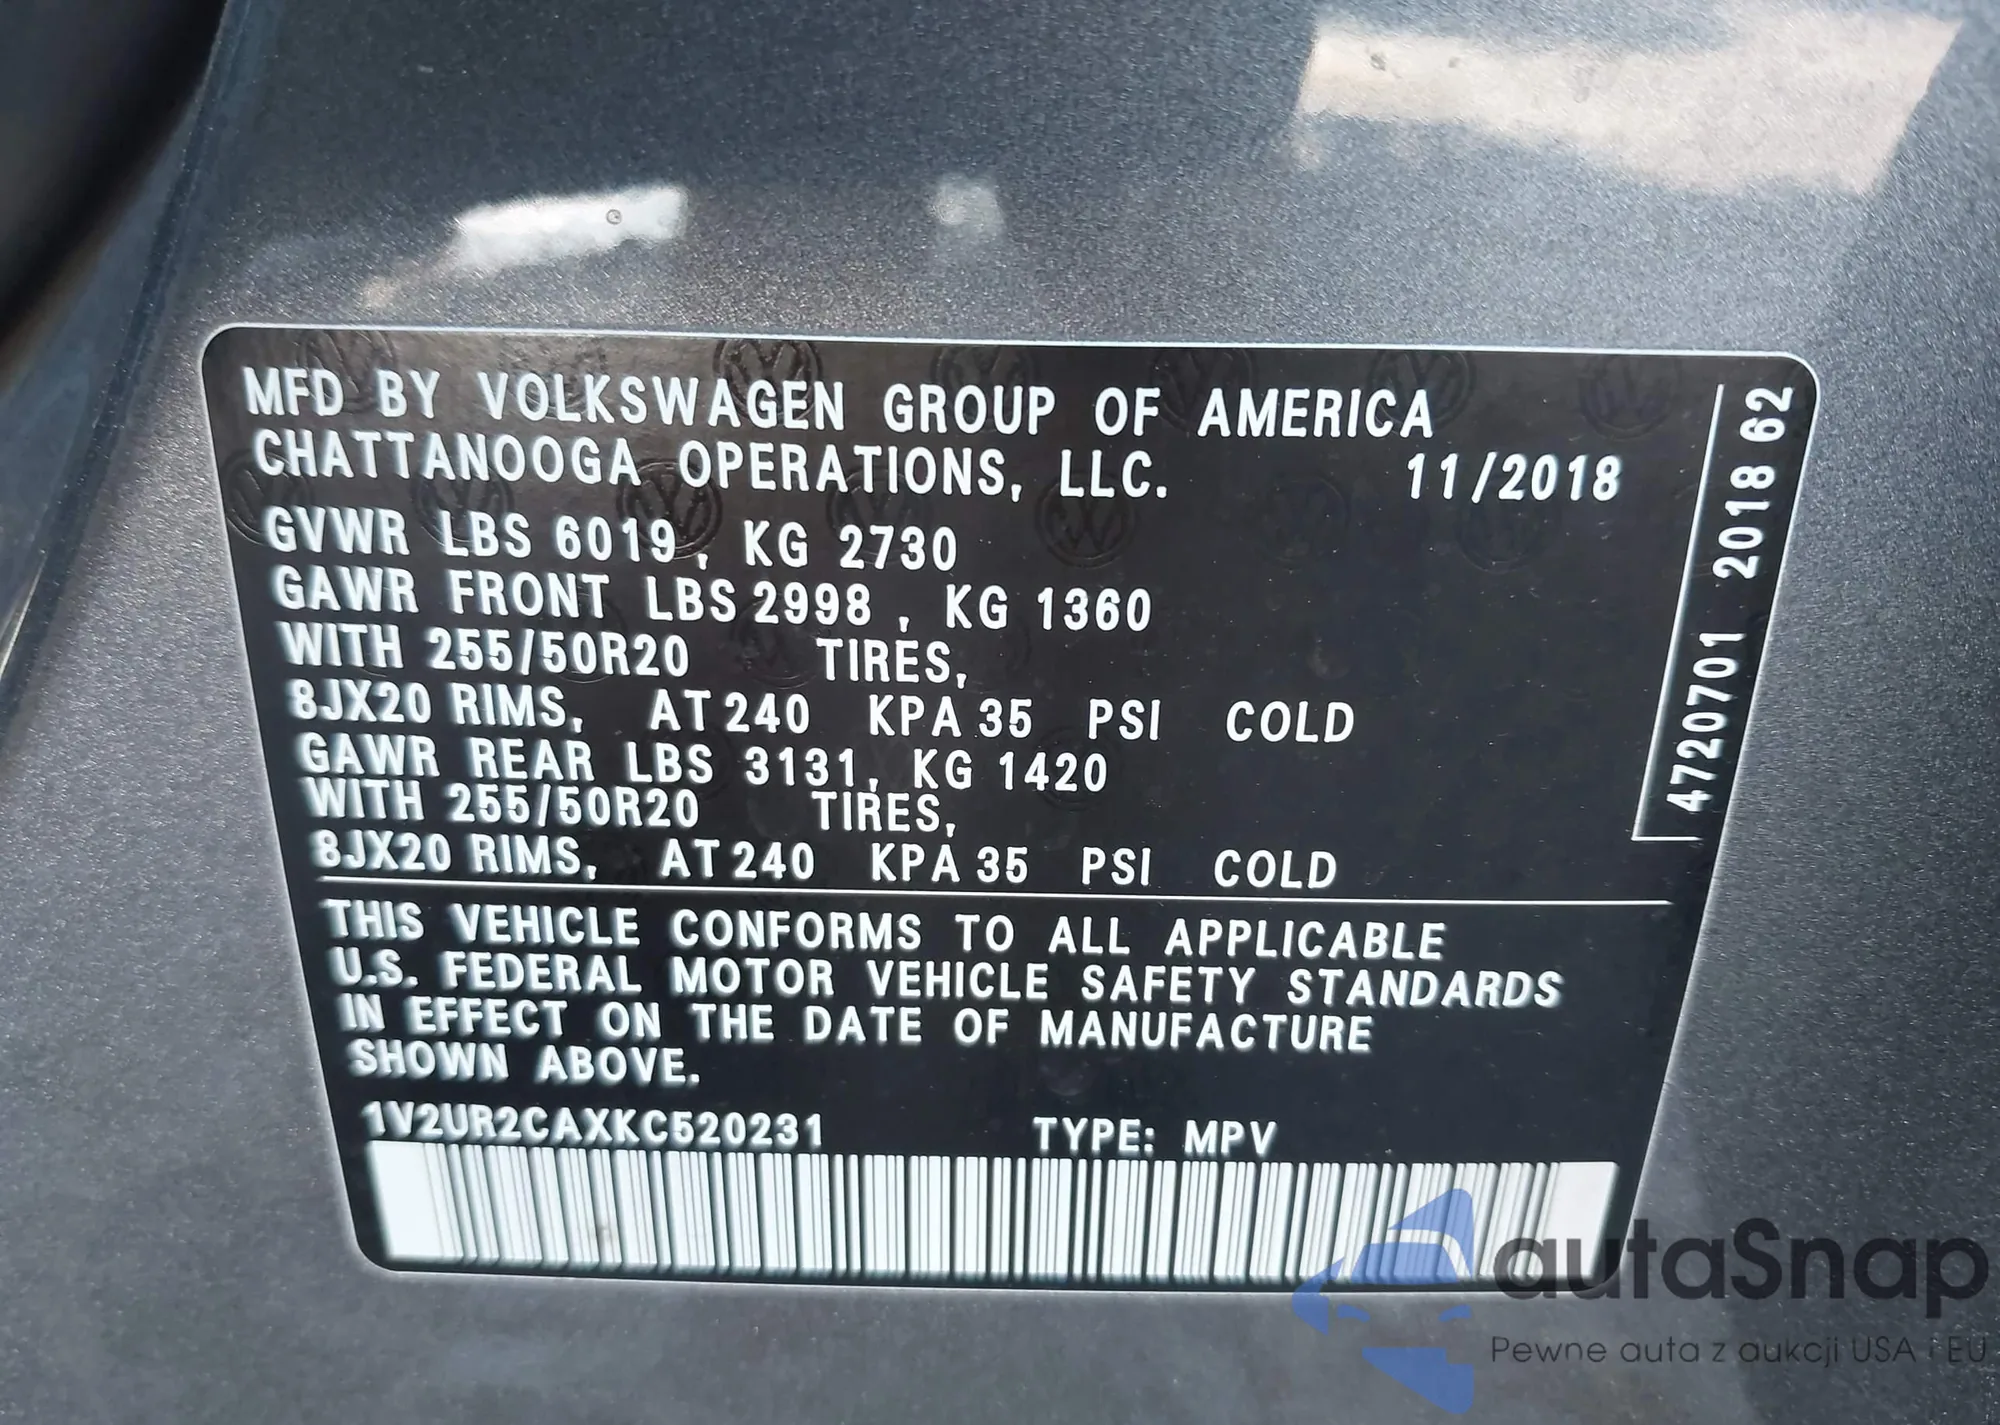 MFD BY VOLKSWAGEN GROUP OF AMERICA
CHATTANOOGA OPERATIONS, LLC. 11/2018
GVWR LBS 6019, KG 2730
GAWR FRONT LBS 2998, KG 1360
WITH 255/50R20 TIRES,
8JX20 RIMS, AT 240 KPA 35 PSI COLD
GAWR REAR LBS 3131, KG 1420
WITH 255/50R20 TIRES,
8JX20 RIMS, AT 240 KPA 35 PSI COLD
4720701 2018 62
THIS VEHICLE CONFORMS TO ALL APPLICABLE
U.S. FEDERAL MOTOR VEHICLE SAFETY STANDARDS
IN EFFECT ON THE DATE OF MANUFACTURE
SHOWN ABOVE.
1V2UR2CAXKC520231 TYPE: MPV
autaSnap
Pewne auta z aukcji USA i EU